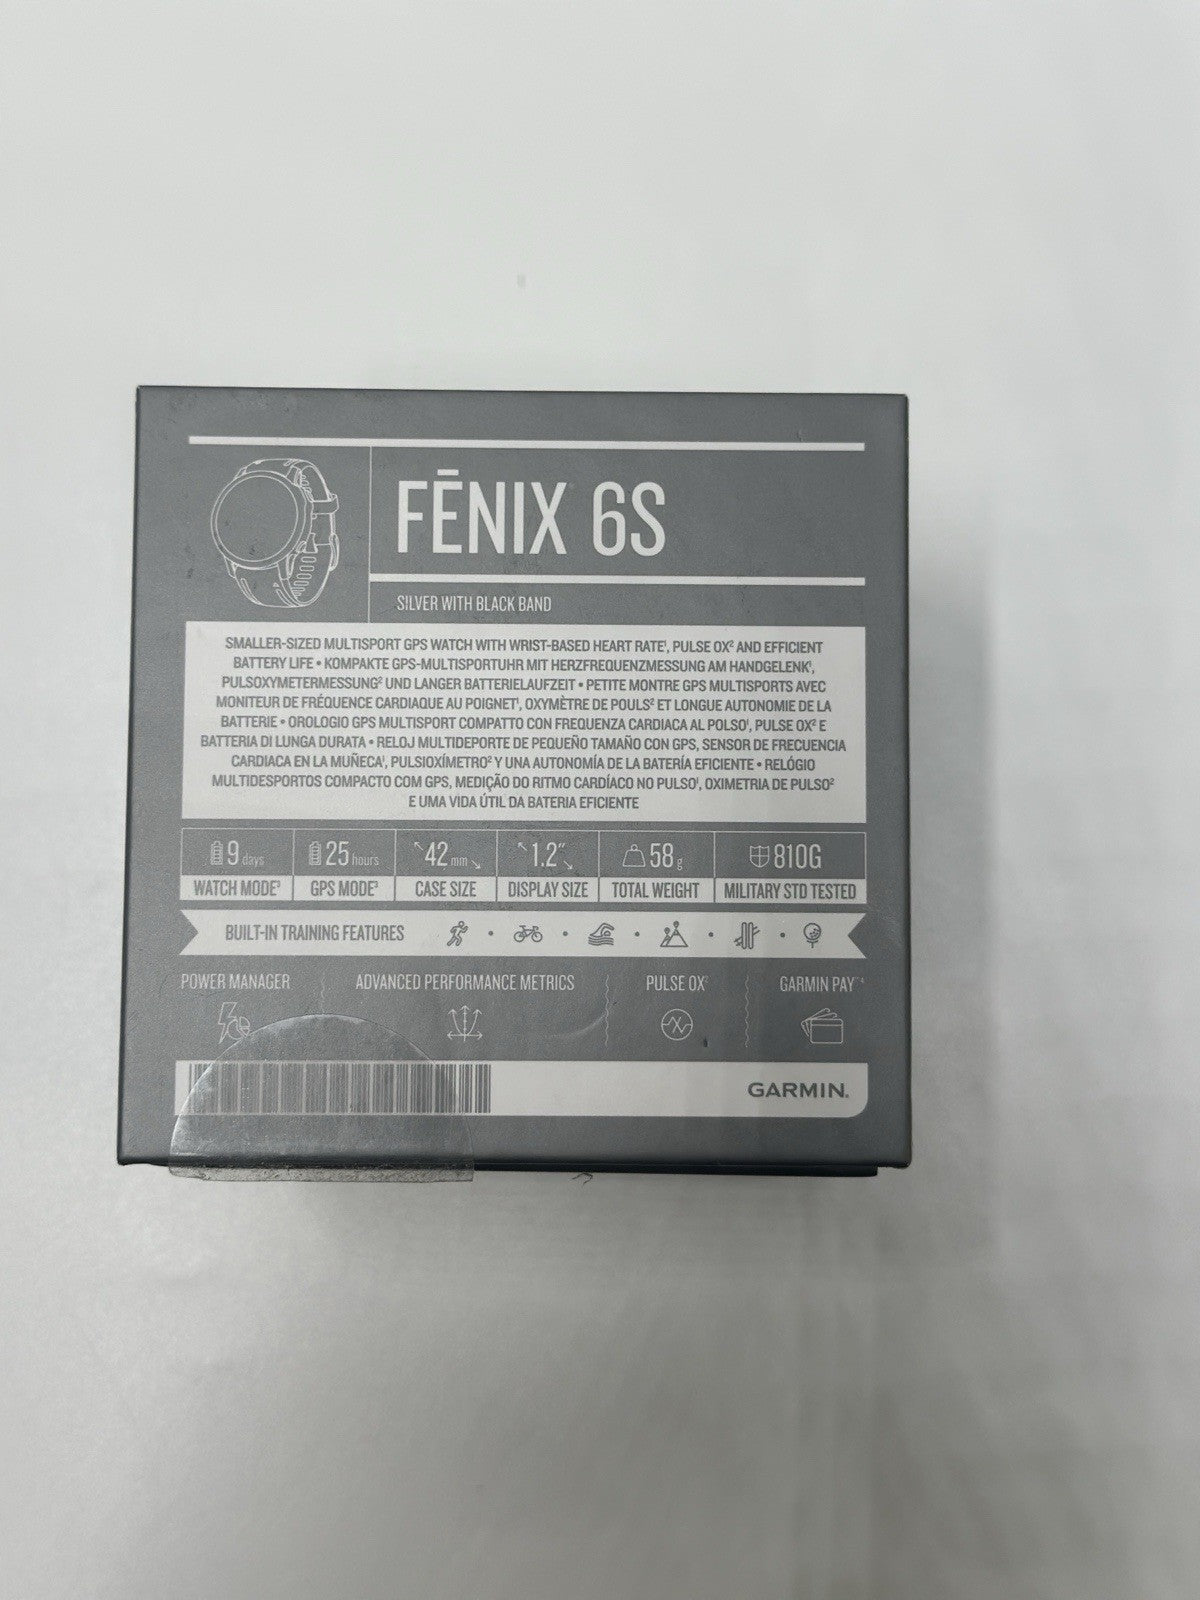 FĒNIX® 6S
SILVER WITH BLACK BAND
SMALLER-SIZED MULTISPORT GPS WATCH WITH WRIST-BASED HEART RATE¹, PULSE OX² AND EFFICIENT
BATTERY LIFE • KOMPAKTE GPS-MULTISPORTUHR MIT HERZFREQUENZMESSUNG AM HANDGELENK¹,
PULSOXYMETERMESSUNG² UND LANGER BATTERIELAUFZEIT • PETITE MONTRE GPS MULTISPORTS AVEC
MONITEUR DE FRÉQUENCE CARDIAQUE AU POIGNET¹, OXYMÈTRE DE POULS² ET LONGUE AUTONOMIE DE LA
BATTERIE • OROLOGIO GPS MULTISPORT COMPATTO CON FREQUENZA CARDIACA AL POLSO¹, PULSE OX² E
BATTERIA DI LUNGA DURATA • RELOJ MULTIDEPORTE DE PEQUEÑO TAMAÑO CON GPS, SENSOR DE FRECUENCIA
CARDIACA EN LA MUÑECA¹, PULSIOXÍMETRO² Y UNA AUTONOMÍA DE LA BATERÍA EFICIENTE • RELÓGIO
MULTIDESPORTOS COMPACTO COM GPS, MEDIÇÃO DO RITMO CARDÍACO NO PULSO¹, OXIMETRIA DE PULSO²
E UMA VIDA ÚTIL DA BATERIA EFICIENTE
9 days 25 hours 42 mm 1.2″ 58 g 810G
WATCH MODE³ GPS MODE³ CASE SIZE DISPLAY SIZE TOTAL WEIGHT MILITARY STD TESTED
BUILT-IN TRAINING FEATURES
POWER MANAGER ADVANCED PERFORMANCE METRICS PULSE OX² GARMIN PAY™⁴
GARMIN®